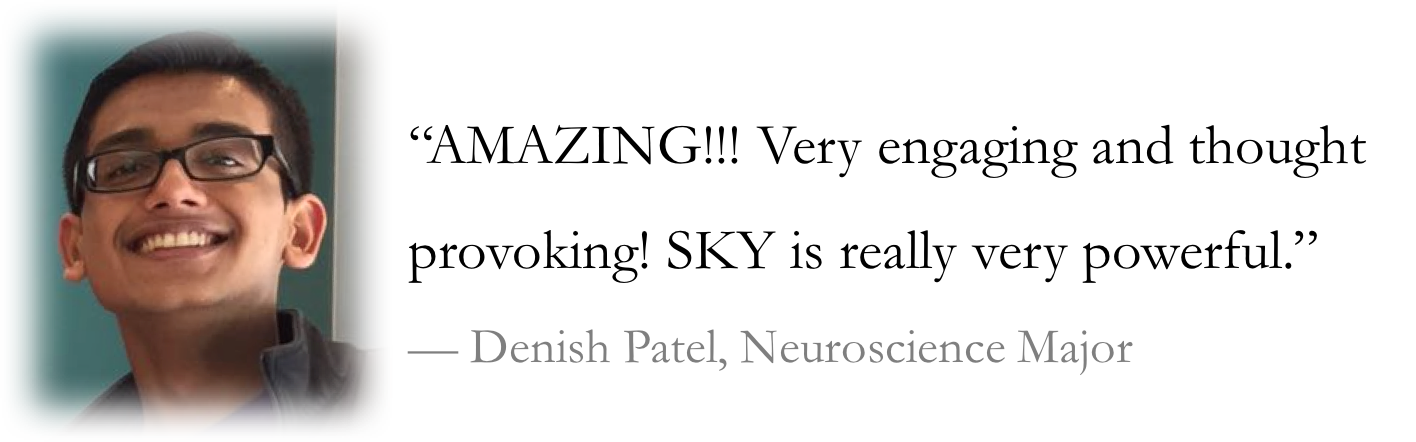 “AMAZING!!! Very engaging and thought
provoking! SKY is really very powerful.”
— Denish Patel, Neuroscience Major